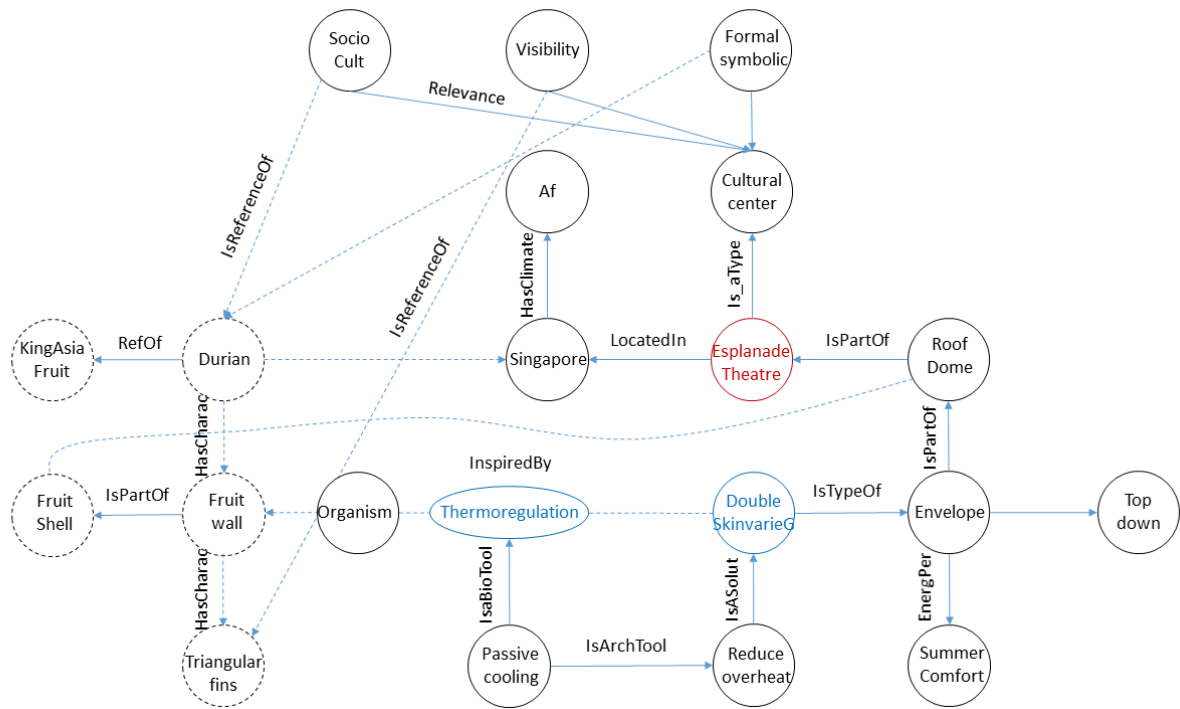 Socio
Cult
Visibility
Formal
symbolic
Relevance
IsReferenceOf
Af
Cultural
center
IsReferenceOf
HasClimate
Is_aType
KingAsia
Fruit
RefOf
Durian
Singapore
LocatedIn
Esplanade
Theatre
IsPartOf
Roof
Dome
HasCharac
IsPartOf
InspiredBy
Fruit
Shell
IsPartOf
Fruit
wall
Organism
Thermoregulation
Double
SkinvarieG
IsTypeOf
Envelope
Top
down
HasCharac
IsaBioTool
IsASolut
EnergPer
Triangular
fins
Passive
cooling
IsArchTool
Reduce
overheat
Summer
Comfort